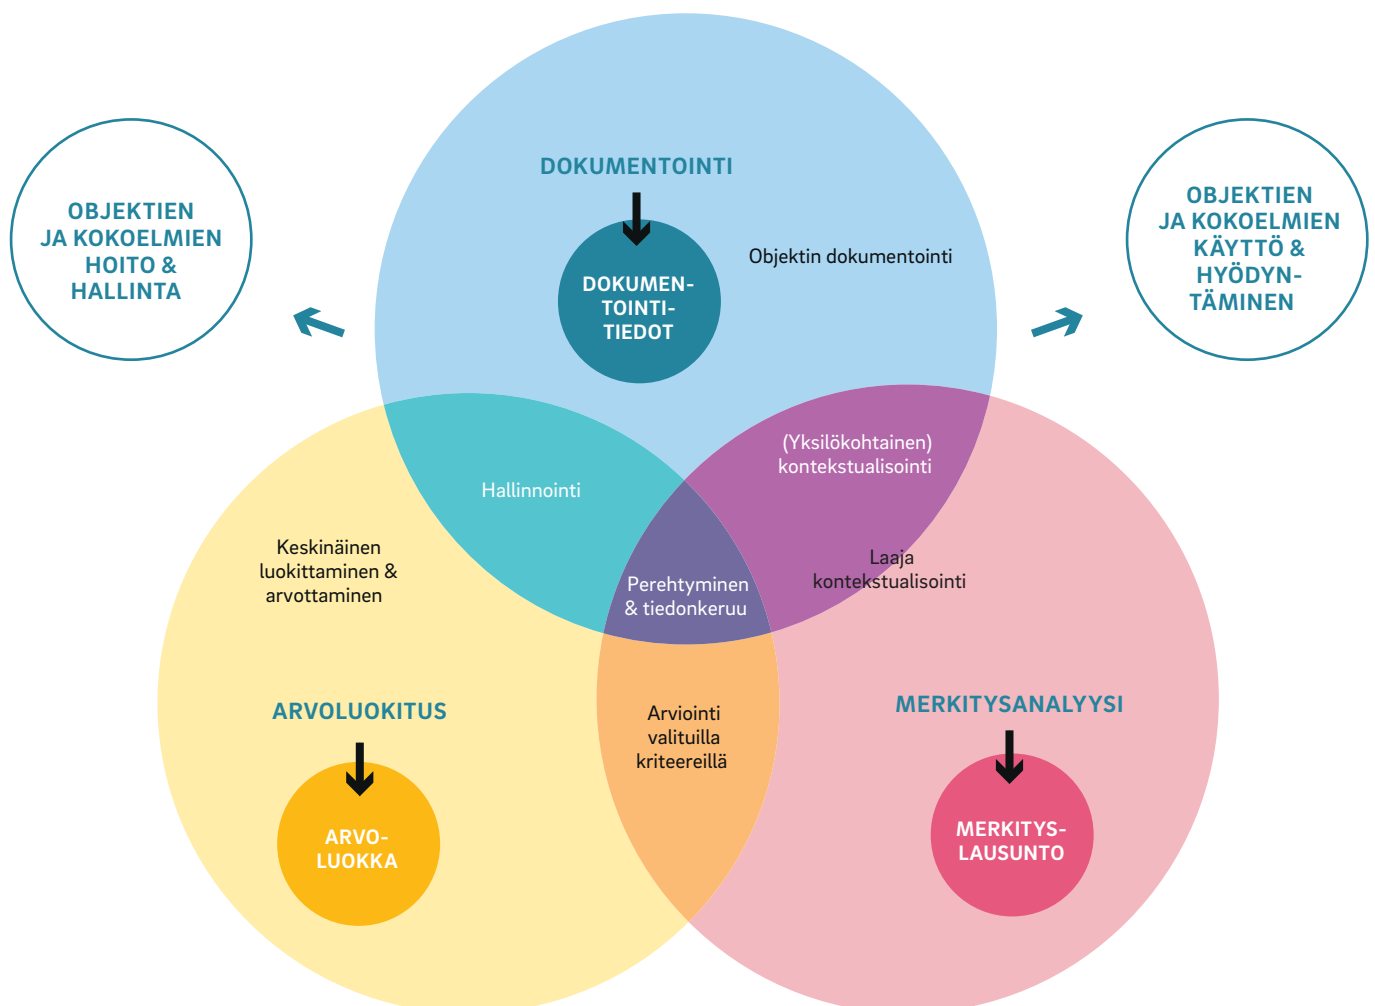 DOKUMENTOINTI
OBJEKTIEN
JA KOKOELMIEN
HOITO &
HALLINTA
OBJEKTIEN
JA KOKOELMIEN
KÄYTTÖ &
HYÖDYN-
TÄMINEN
Objektin dokumentointi
DOKUMEN-
TOINTI-
TIEDOT
(Yksilökohtainen)
kontekstualisointi
Hallinnointi
Keskinäinen
luokittaminen &
arvottaminen
Perehtyminen
& tiedonkeruu
Laaja
kontekstualisointi
ARVOLUOKITUS
Arviointi
valituilla
kriteereillä
MERKITYSANALYYSI
ARVO-
LUOKKA
MERKITYS-
LAUSUNTO